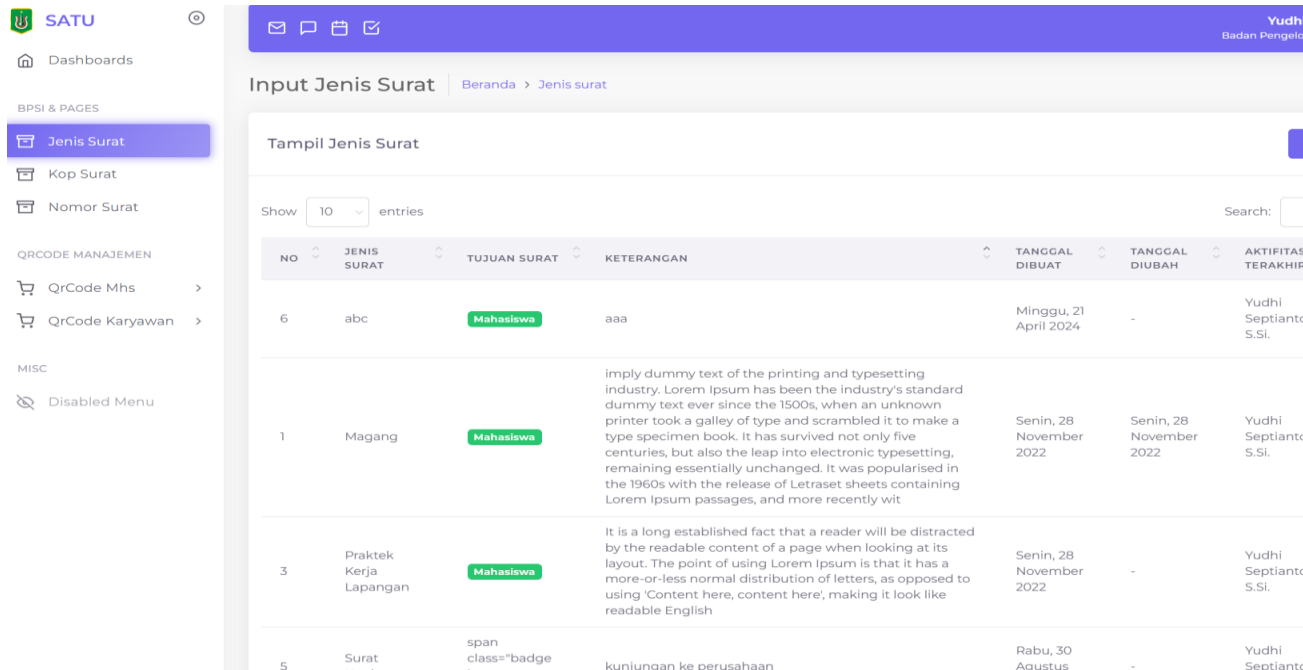 SATU
Dashboards
BPSI & PAGES
Jenis Surat
Kop Surat
Nomor Surat
QRCODE MANAJEMEN
QrCode Mhs
QrCode Karyawan
MISC
Disabled Menu
Yudhi
Badan Pengelo
Input Jenis Surat
Beranda > Jenis surat
Tampil Jenis Surat
Show 10 entries
Search:
NO
JENIS
SURAT
TUJUAN SURAT
KETERANGAN
TANGGAL
DIBUAT
TANGGAL
DIUBAH
AKTIFITAS
TERAKHIR
6
abc
Mahasiswa
aaa
Minggu, 21
April 2024
-
Yudhi
Septianto
S.Si.
1
Magang
Mahasiswa
imply dummy text of the printing and typesetting
industry. Lorem Ipsum has been the industry's standard
dummy text ever since the 1500s, when an unknown
printer took a galley of type and scrambled it to make a
type specimen book. It has survived not only five
centuries, but also the leap into electronic typesetting,
remaining essentially unchanged. It was popularised in
the 1960s with the release of Letraset sheets containing
Lorem Ipsum passages, and more recently wit
Senin, 28
November
2022
Senin, 28
November
2022
Yudhi
Septianto
S.Si.
3
Praktek
Kerja
Lapangan
Mahasiswa
It is a long established fact that a reader will be distracted
by the readable content of a page when looking at its
layout. The point of using Lorem Ipsum is that it has a
more-or-less normal distribution of letters, as opposed to
using 'Content here, content here', making it look like
readable English
Senin, 28
November
2022
-
Yudhi
Septianto
S.Si.
5
Surat
span
class="badge
kunjungan ke perusahaan
Rabu, 30
Agustus
-
Yudhi
Septianto